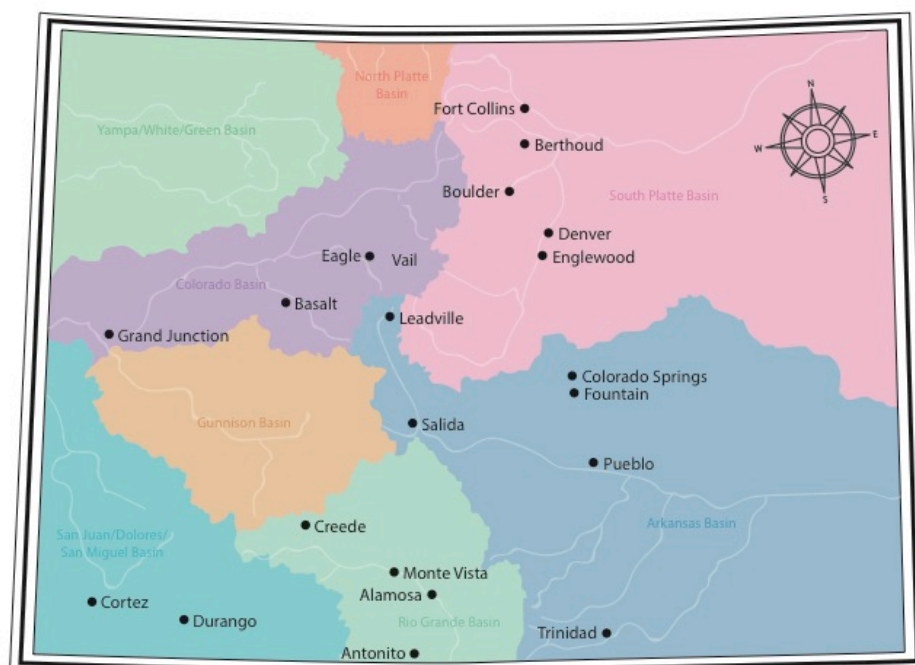 North Platte
Basin
N
Fort Collins
Yampa/White/Green Basin
W
E
Berthoud
S
Boulder
South Platte Basin
Denver
Eagle
Vail
Englewood
Colorado Basin
Basalt
Leadville
Grand Junction
Colorado Springs
Fountain
Gunnison Basin
Salida
Pueblo
Creede
Arkansas Basin
San Juan/Dolores/
San Miguel Basin
Monte Vista
Alamosa
Cortez
Durango
Rio Grande Basin
Trinidad
Antonito